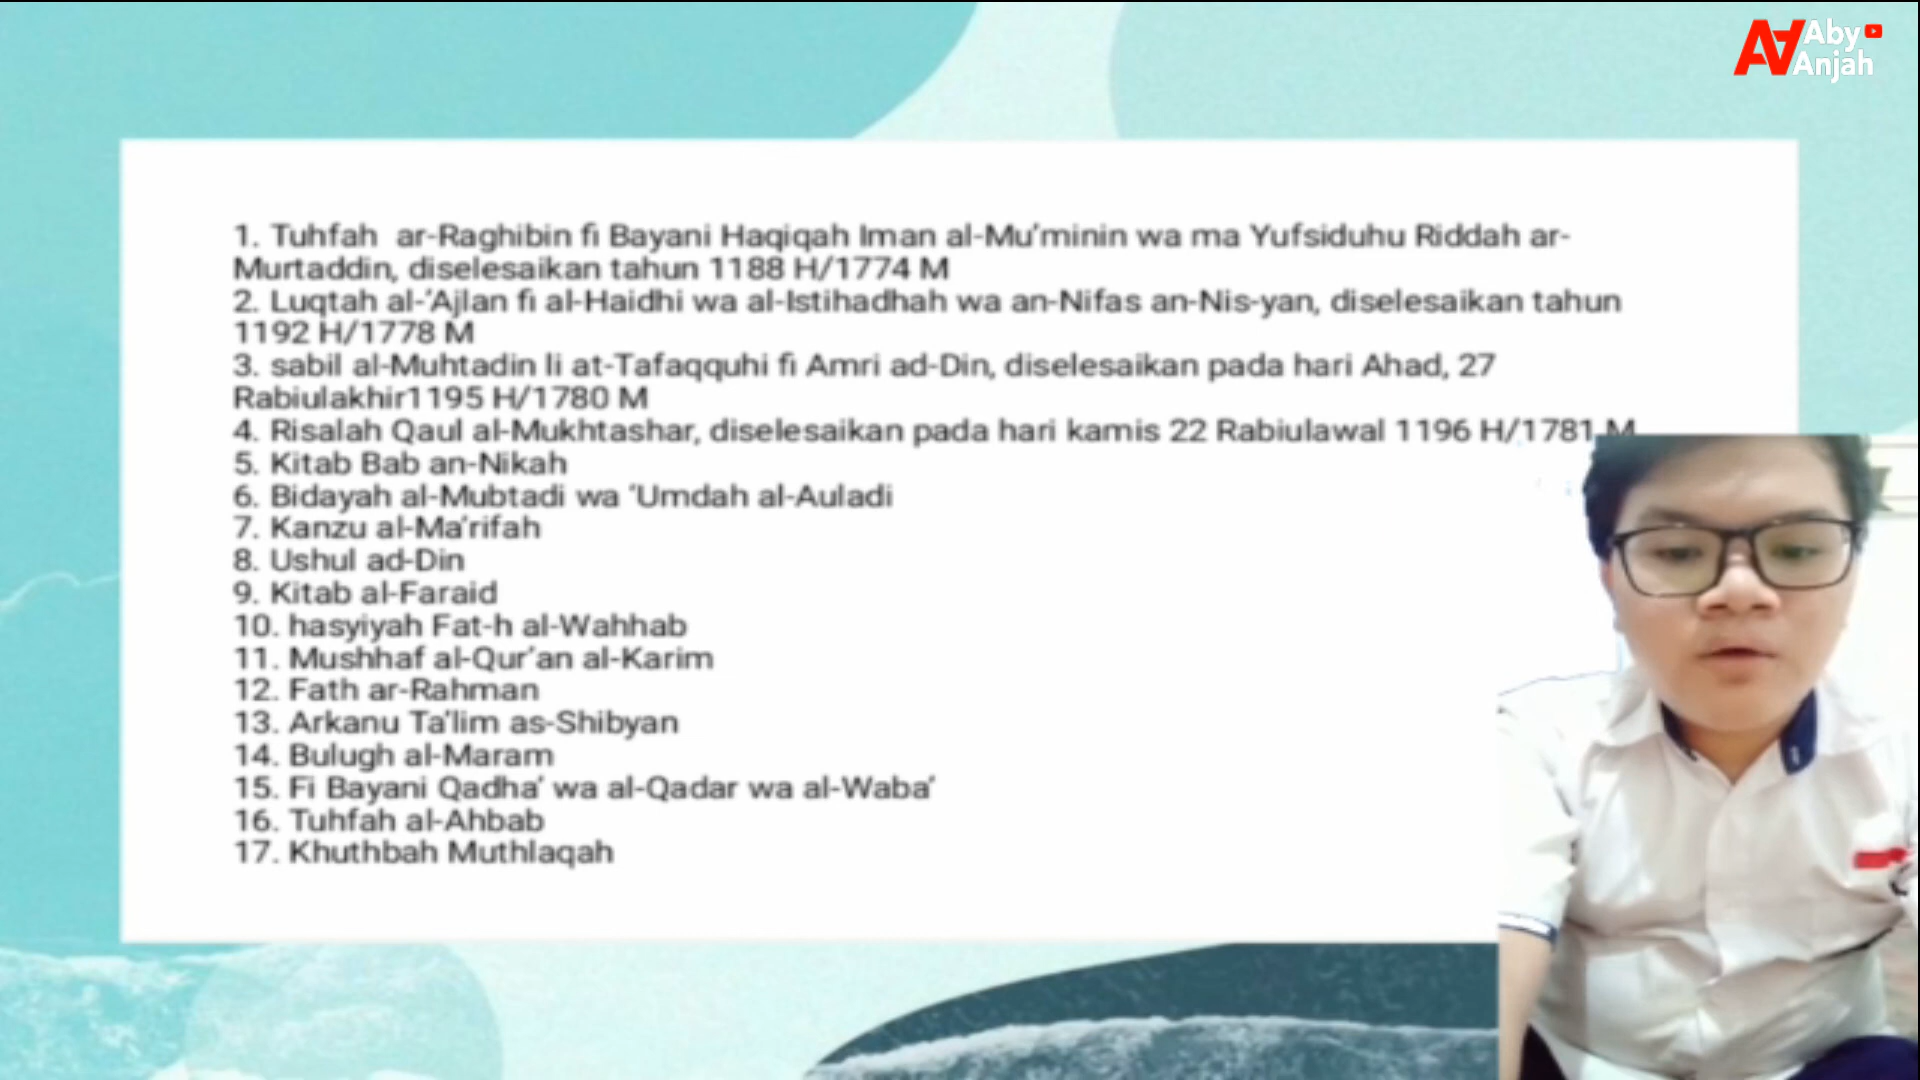 Aby
Anjah
1. Tuhfah ar-Raghibin fi Bayani Haqiqah Iman al-Mu'minin wa ma Yufsiduhu Riddah ar-
Murtaddin, diselesaikan tahun 1188 H/1774 M
2. Luqtah al-'Ajlan fi al-Haidhi wa al-Istihadhah wa an-Nifas an-Nis-yan, diselesaikan tahun
1192 H/1778 M
3. sabil al-Muhtadin li at-Tafaqquhi fi Amri ad-Din, diselesaikan pada hari Ahad, 27
Rabiulakhir1195 H/1780 M
4. Risalah Qaul al-Mukhtashar, diselesaikan pada hari kamis 22 Rabiulawal 1196 H/1781 M
5. Kitab Bab an-Nikah
6. Bidayah al-Mubtadi wa 'Umdah al-Auladi
7. Kanzu al-Ma'rifah
8. Ushul ad-Din
9. Kitab al-Faraid
10. hasyiyah Fat-h al-Wahhab
11. Mushhaf al-Qur'an al-Karim
12. Fath ar-Rahman
13. Arkanu Ta'lim as-Shibyan
14. Bulugh al-Maram
15. Fi Bayani Qadha' wa al-Qadar wa al-Waba'
16. Tuhfah al-Ahbab
17. Khuthbah Muthlaqah